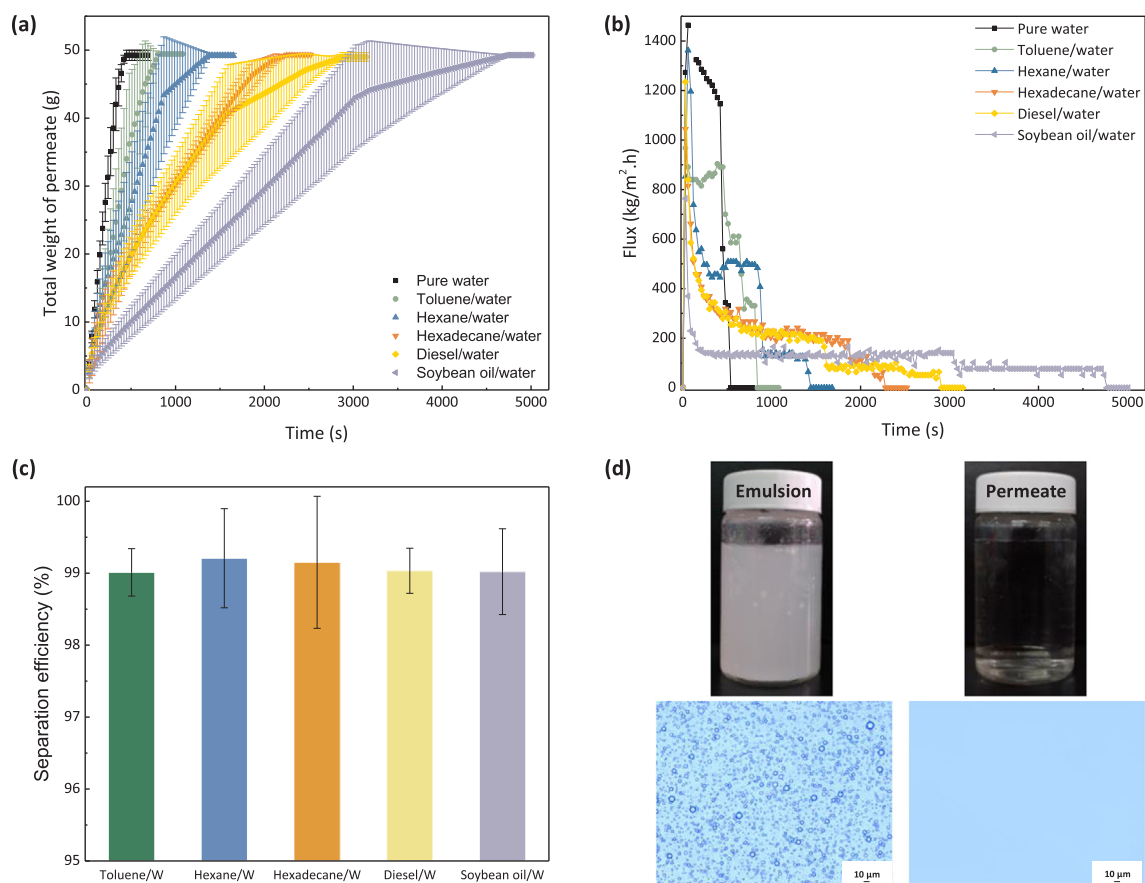 (a)
Total weight of permeate (g)
50
40
30
20
10
0
Pure water
Toluene/water
Hexane/water
Hexadecane/water
Diesel/water
Soybean oil/water
0 1000 2000 3000 4000 5000
Time (s)
(b)
Flux (kg/m².h)
1400
1200
1000
800
600
400
200
0
Pure water
Toluene/water
Hexane/water
Hexadecane/water
Diesel/water
Soybean oil/water
0 1000 2000 3000 4000 5000
Time (s)
(c)
Separation efficiency (%)
100
99
98
97
96
95
Toluene/W Hexane/W Hexadecane/W Diesel/W Soybean oil/W
(d)
Emulsion
Permeate
10 µm
10 µm